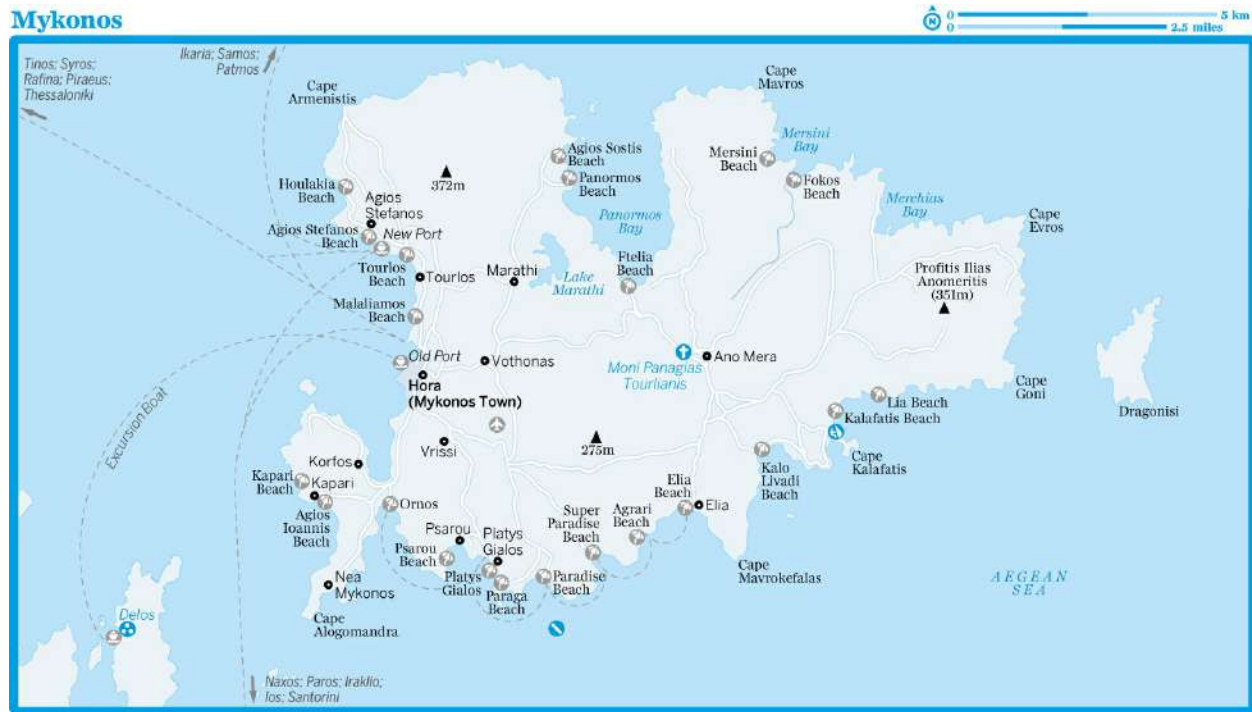 Mykonos
N
0
5 km
0
2.5 miles
Tinos; Syros;
Rafina; Piraeus;
Thessaloniki
Ikaria; Samos;
Patmos
Cape
Armenistis
Cape
Mavros
Mersini
Bay
Agios Sostis
Beach
Mersini
Beach
372m
Panormos
Beach
Fokos
Beach
Houlakia
Beach
Agios
Stefanos
Panormos
Bay
Merchias
Bay
Cape
Evros
Agios Stefanos
Beach
New Port
Tourlos
Beach
Tourlos
Marathi
Lake
Marathi
Ftelia
Beach
Profitis Ilias
Anomeritis
(351m)
Malaliamos
Beach
Old Port
Vothonas
Moni Panagias
Tourlianis
Ano Mera
Hora
(Mykonos Town)
Cape
Goni
Dragonisi
Lia Beach
Kalafatis Beach
Excursion Boat
Vrissi
275m
Cape
Kalafatis
Korfos
Kapari
Beach
Kapari
Kalo
Livadi
Beach
Elia
Beach
Elia
Agios
Ioannis
Beach
Ornos
Super
Paradise
Beach
Agrari
Beach
Psarou
Platys
Gialos
Psarou
Beach
Platys
Gialos
Paraga
Beach
Paradise
Beach
Cape
Mavrokefalas
Nea
Mykonos
AEGEAN
SEA
Cape
Alogomandra
Delos
Naxos; Paros; Iraklio;
Ios; Santorini